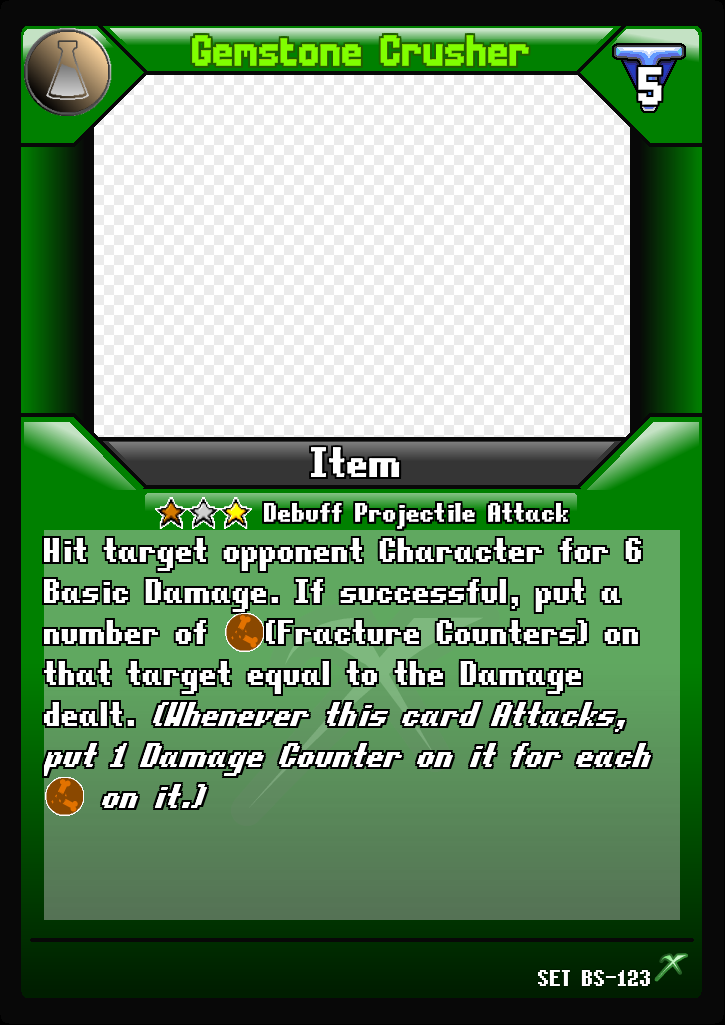 Gemstone Crusher
5
Item
Debuff Projectile Attack
Hit target opponent Character for 6
Basic Damage. If successful, put a
number of (Fracture Counters) on
that target equal to the Damage
dealt. (Whenever this card Attacks,
put 1 Damage Counter on it for each
on it.)
SET BS-123